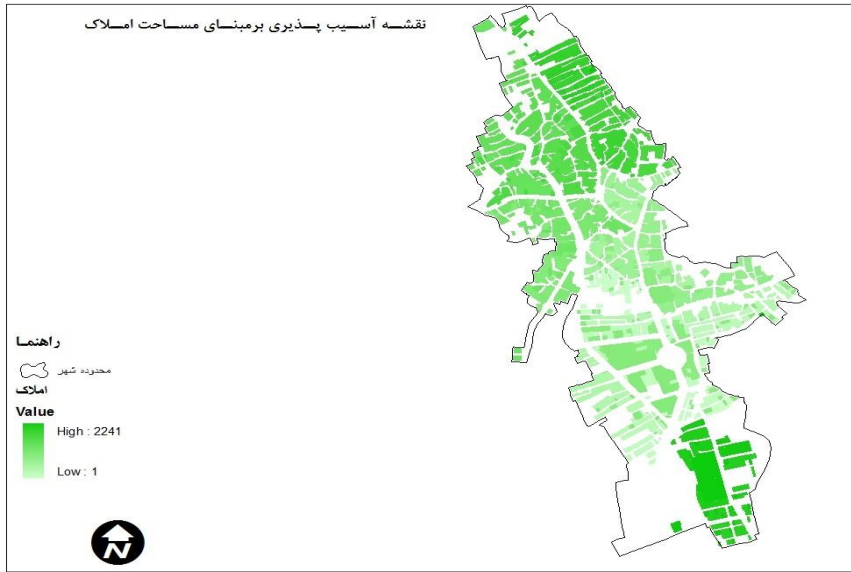 نقشه آسیب پذیری برمبنای مساحت املاک
راهنما
محدوده شهر
املاک
Value
High : 2241
Low : 1
N